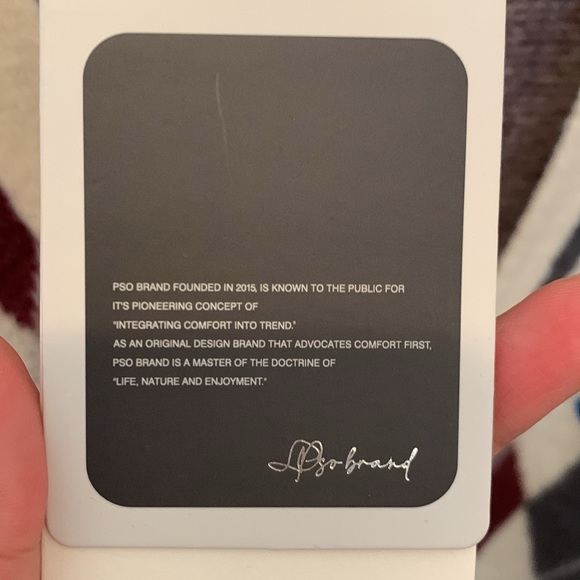 PSO BRAND FOUNDED IN 2015, IS KNOWN TO THE PUBLIC FOR
IT'S PIONEERING CONCEPT OF
"INTEGRATING COMFORT INTO TREND."
AS AN ORIGINAL DESIGN BRAND THAT ADVOCATES COMFORT FIRST,
PSO BRAND IS A MASTER OF THE DOCTRINE OF
"LIFE, NATURE AND ENJOYMENT."
Pso brand